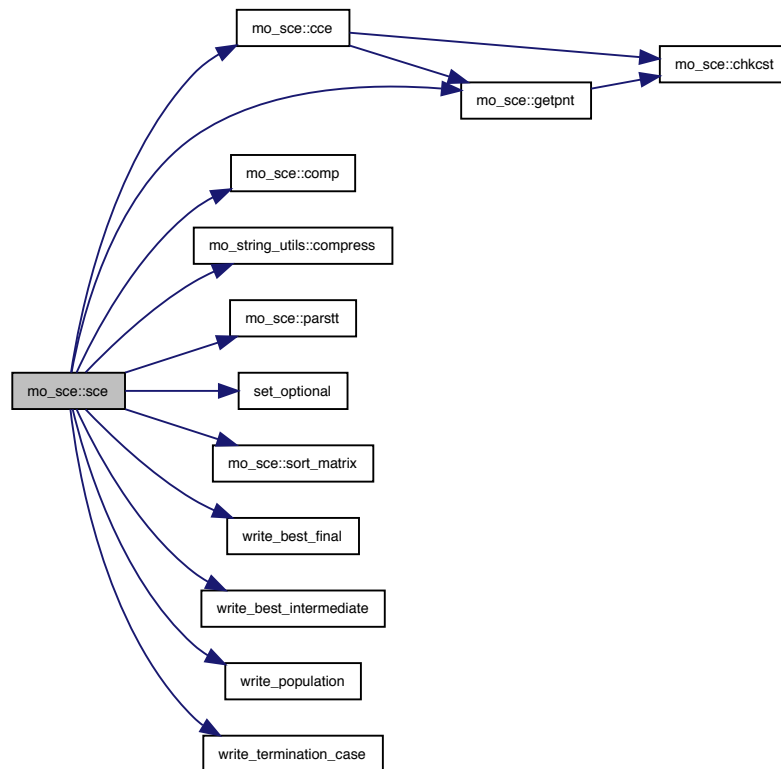 mo_sce::cce
mo_sce::chkcst
mo_sce::getpnt
mo_sce::comp
mo_string_utils::compress
mo_sce::parstt
mo_sce::sce
set_optional
mo_sce::sort_matrix
write_best_final
write_best_intermediate
write_population
write_termination_case